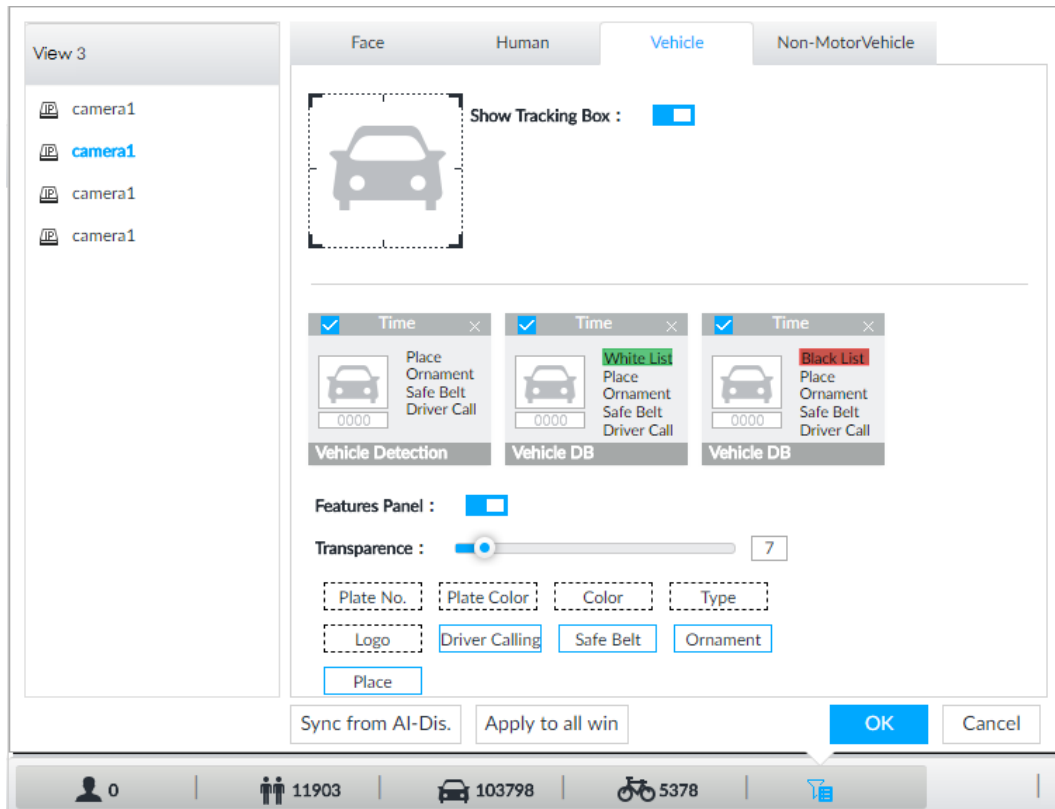 View 3
camera1
camera1
camera1
camera1
Face Human Vehicle Non-MotorVehicle
Show Tracking Box :
Time
Place
Ornament
Safe Belt
Driver Call
0000
Vehicle Detection
Time
White List
Place
Ornament
Safe Belt
Driver Call
0000
Vehicle DB
Time
Black List
Place
Ornament
Safe Belt
Driver Call
0000
Vehicle DB
Features Panel :
Transparence : 7
Plate No. Plate Color Color Type
Logo Driver Calling Safe Belt Ornament
Place
Sync from AI-Dis. Apply to all win OK Cancel
0 11903 103798 5378